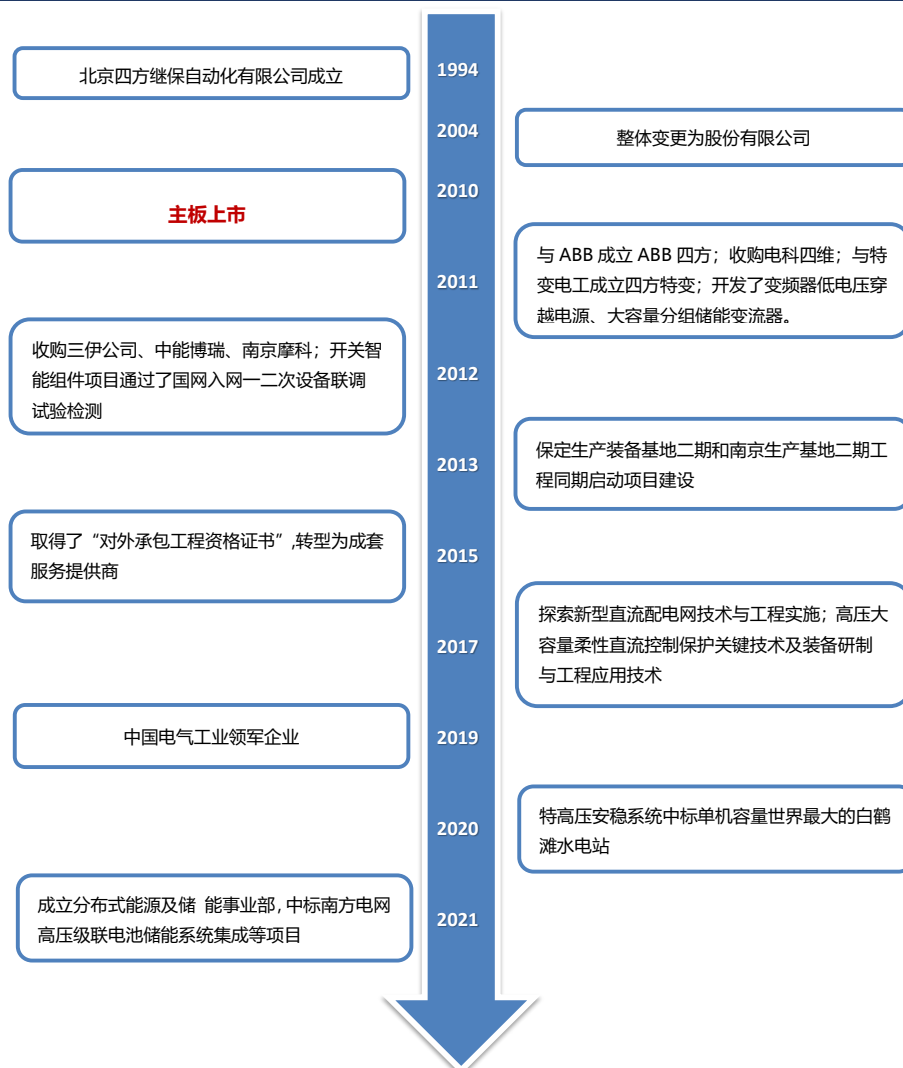 北京四方继保自动化有限公司成立
1994
2004
整体变更为股份有限公司
主板上市
2010
与 ABB 成立 ABB 四方；收购电科四维；与特
变电工成立四方特变；开发了变频器低电压穿
越电源、大容量分组储能变流器。
2011
收购三伊公司、中能博瑞、南京摩科；开关智
能组件项目通过了国网入网一二次设备联调
试验检测
2012
保定生产装备基地二期和南京生产基地二期工
程同期启动项目建设
2013
取得了“对外承包工程资格证书”,转型为成套
服务提供商
2015
探索新型直流配电网技术与工程实施；高压大
容量柔性直流控制保护关键技术及装备研制
与工程应用技术
2017
中国电气工业领军企业
2019
特高压安稳系统中标单机容量世界最大的白鹤
滩水电站
2020
成立分布式能源及储 能事业部，中标南方电网
高压级联电池储能系统集成等项目
2021